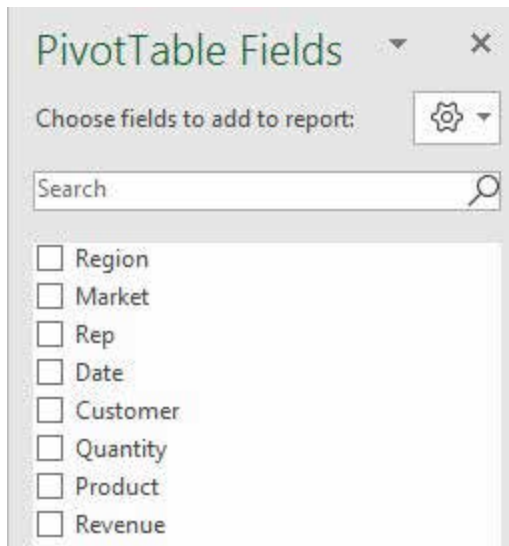 PivotTable Fields
Choose fields to add to report:
Search
Region
Market
Rep
Date
Customer
Quantity
Product
Revenue